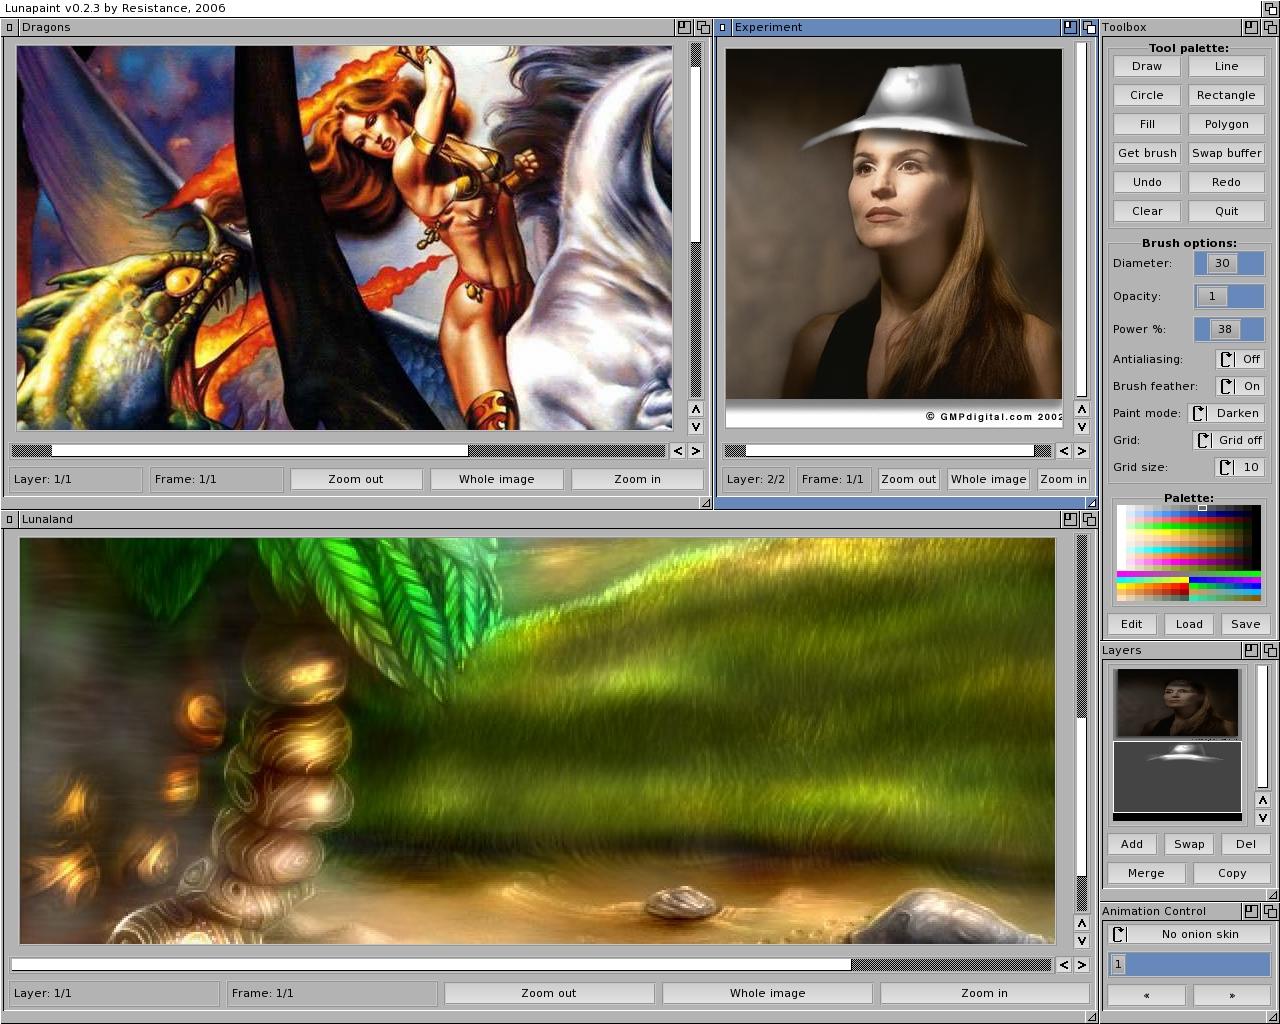 Lunapaint v0.2.3 by Resistance, 2006
Dragons
Experiment
Toolbox
Tool palette:
Draw
Line
Circle
Rectangle
Fill
Polygon
Get brush
Swap buffer
Undo
Redo
Clear
Quit
Brush options:
Diameter: 30
Opacity: 1
Power %: 38
Antialiasing: Off
Brush feather: On
Paint mode: Darken
Grid: Grid off
Grid size: 10
© GMPdigital.com 2002
Layer: 1/1
Frame: 1/1
Zoom out
Whole image
Zoom in
Layer: 2/2
Frame: 1/1
Zoom out
Whole image
Zoom in
Palette:
Edit
Load
Save
Lunaland
Layers
Add
Swap
Del
Merge
Copy
Animation Control
No onion skin
1
«
»
Layer: 1/1
Frame: 1/1
Zoom out
Whole image
Zoom in